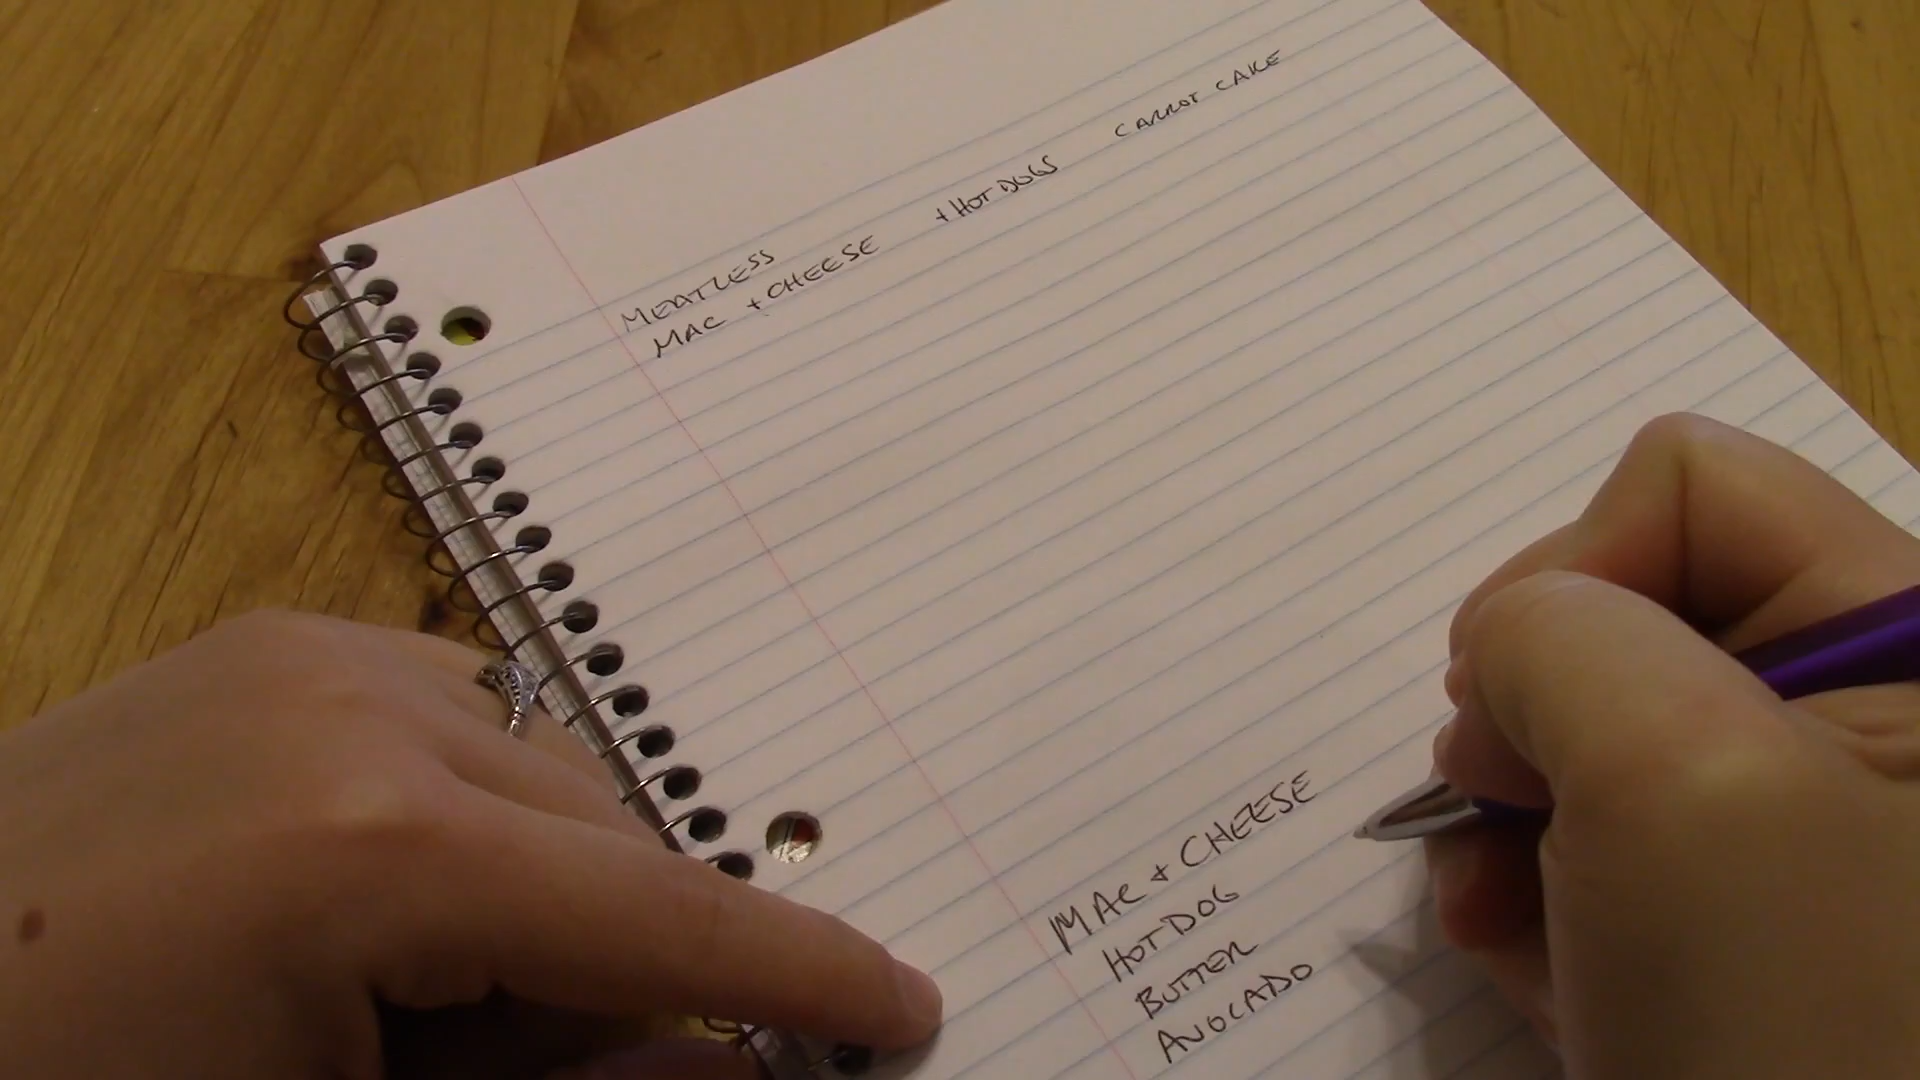 MEATLESS
MAC + CHEESE + HOT DOGS CARROT CAKE
MAC + CHEESE
HOT DOG
BUTTER
AVOCADO